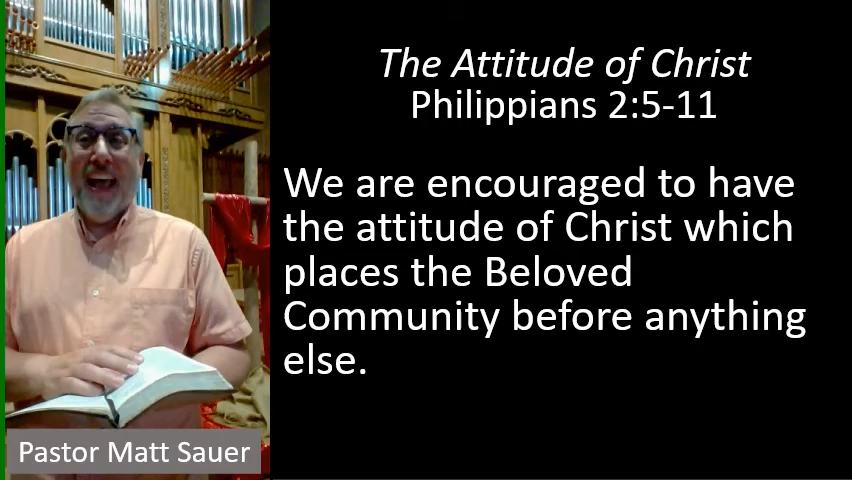 The Attitude of Christ
Philippians 2:5-11
We are encouraged to have
the attitude of Christ which
places the Beloved
Community before anything
else.
Pastor Matt Sauer